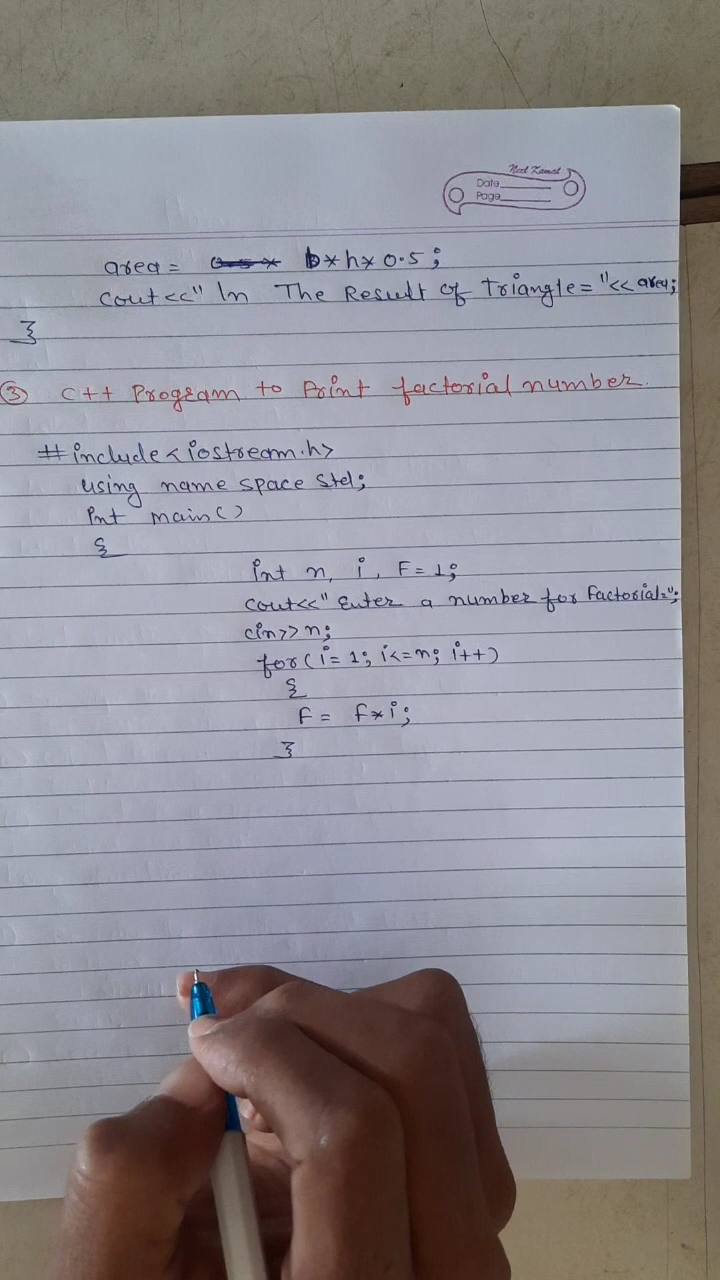 Neel Kamal
Date
Page
area = b*h*0.5;
cout<<" \n The Result of Triangle="<<area;
}
③ C++ Program to Print factorial number.
#include<iostream.h>
using name space std;
int main()
{
int n, i, F=1;
cout<<" Enter a number for Factorial=";
cin>>n;
for(i=1; i<=n; i++)
{
F = f*i;
}